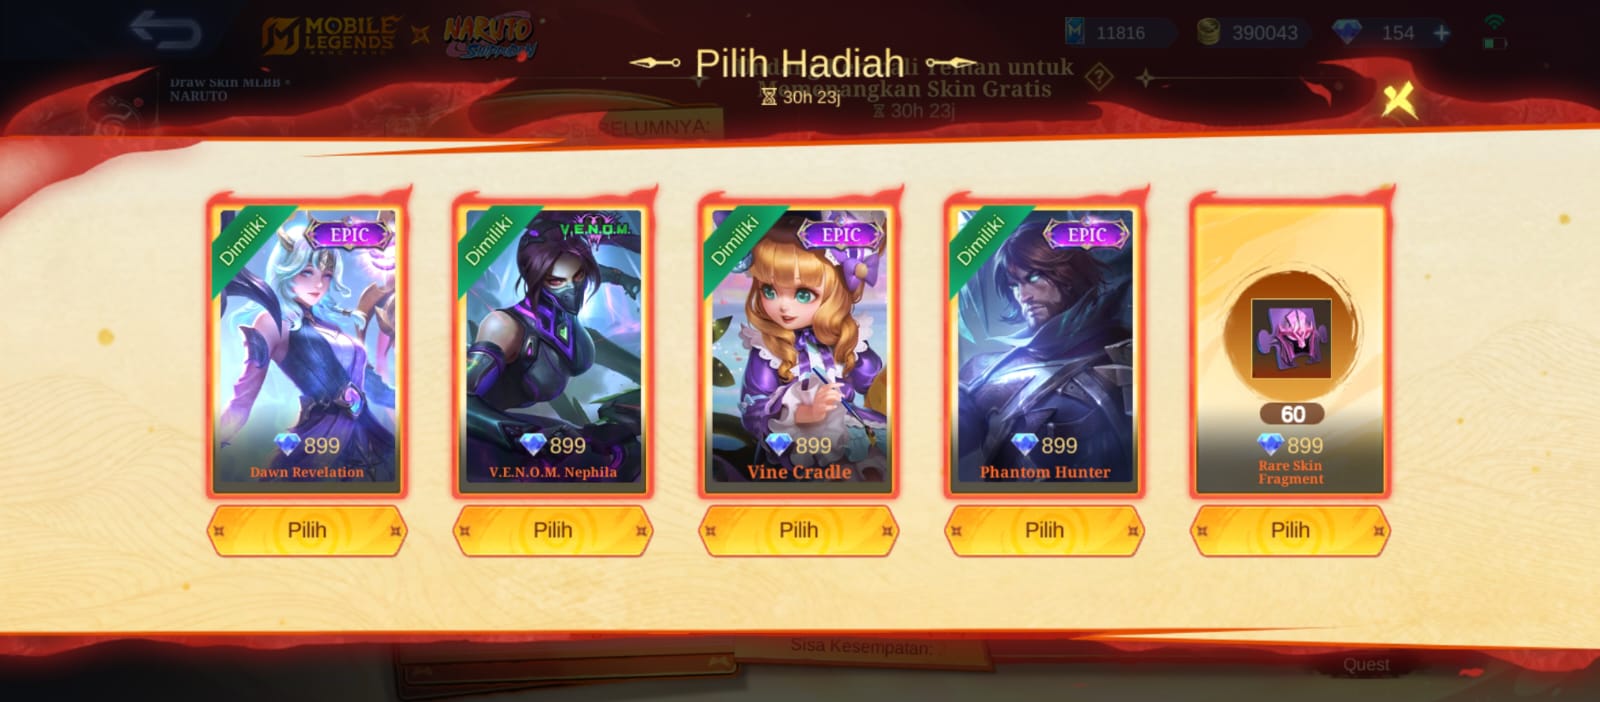 MOBILE
LEGENDS
BANG BANG
NARUTO
SHIPPUDEN
11816
390043
154
Draw Skin MLBB ×
NARUTO
Pilih Hadiah
30h 23j
Teman untuk
Memenangkan Skin Gratis
30h 23j
SEBELUMNYA:
Dimiliki
EPIC
899
Dawn Revelation
Pilih
Dimiliki
V.E.N.O.M.
899
V.E.N.O.M. Nephila
Pilih
Dimiliki
EPIC
899
Vine Cradle
Pilih
Dimiliki
EPIC
899
Phantom Hunter
Pilih
60
899
Rare Skin
Fragment
Pilih
Sisa Kesempatan:
Quest